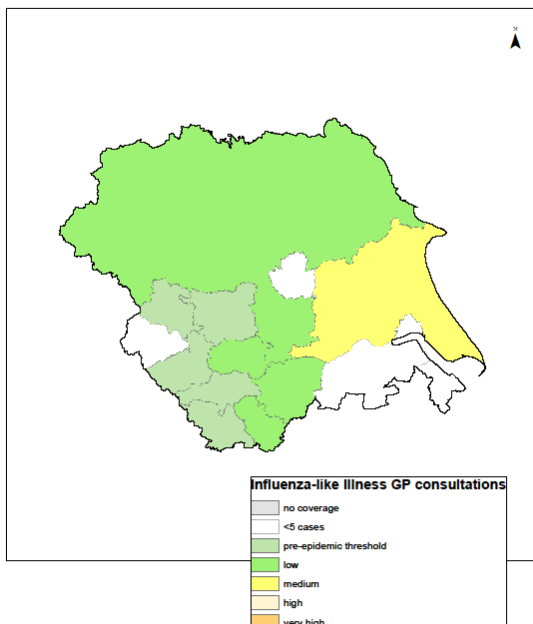 N
Influenza-like Illness GP consultations
no coverage
<5 cases
pre-epidemic threshold
low
medium
high
very high